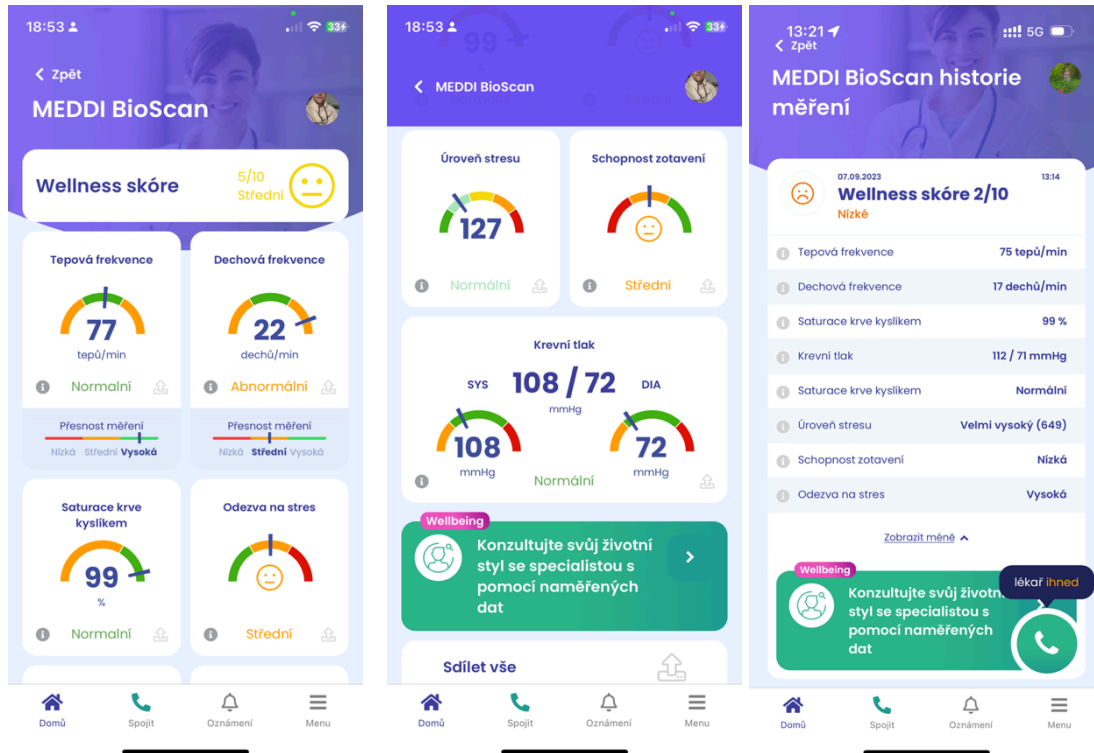 18:53
33
Zpět
MEDDI BioScan
Wellness skóre
5/10
Střední
Tepová frekvence
77
tepů/min
Normalní
Dechová frekvence
22
dechů/min
Abnormální
Přesnost měření
Nízká Střední Vysoká
Přesnost měření
Nízká Střední Vysoká
Saturace krve
kyslíkem
99
%
Normalní
Odezva na stres
Střední
Domů
Spojit
Oznámení
Menu
18:53
33
99
MEDDI BioScan
Úroveň stresu
127
Normální
Schopnost zotavení
Střední
Krevní tlak
SYS 108 / 72 DIA
mmHg
108
mmHg
72
mmHg
Normální
Wellbeing
Konzultujte svůj životní
styl se specialistou s
pomocí naměřených
dat
Sdílet vše
Domů
Spojit
Oznámení
Menu
13:21
5G
Zpět
MEDDI BioScan historie
měření
07.09.2023
13:14
Wellness skóre 2/10
Nízké
Tepová frekvence 75 tepů/min
Dechová frekvence 17 dechů/min
Saturace krve kyslíkem 99 %
Krevní tlak 112 / 71 mmHg
Saturace krve kyslíkem Normální
Úroveň stresu Velmi vysoký (649)
Schopnost zotavení Nízká
Odezva na stres Vysoká
Zobrazit méně
Wellbeing
Konzultujte svůj životn
styl se specialistou s
pomocí naměřených
dat
lékař ihned
Domů
Spojit
Oznámení
Menu